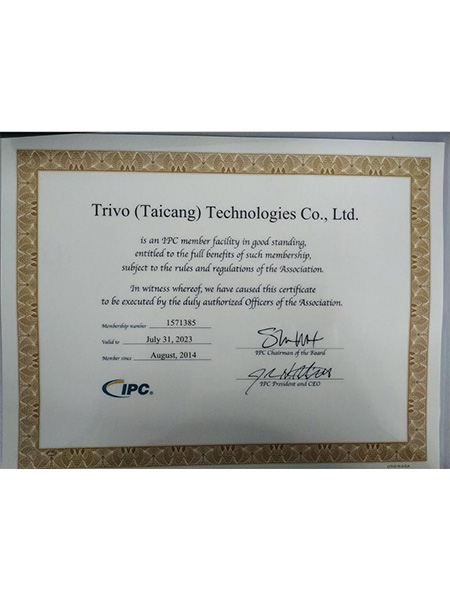 Trivo (Taicang) Technologies Co., Ltd.
is an IPC member facility in good standing,
entitled to the full benefits of such membership,
subject to the rules and regulations of the Association.
In witness whereof, we have caused this certificate
to be executed by the duly authorized Officers of the Association.
Membership number 1571385
Valid to July 31, 2023
Member since August, 2014
IPC Chairman of the Board
IPC President and CEO
IPC®